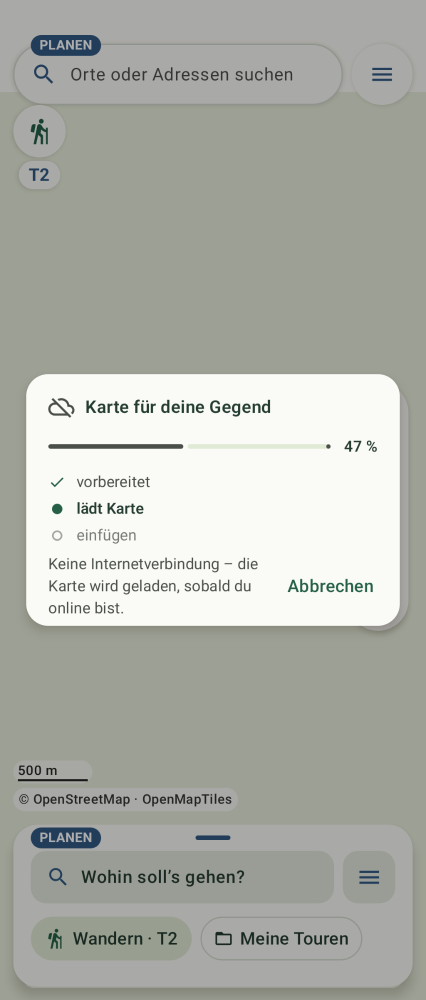 PLANEN
Orte oder Adressen suchen
T2
Karte für deine Gegend
47 %
vorbereitet
lädt Karte
einfügen
Keine Internetverbindung – die
Karte wird geladen, sobald du
online bist.
Abbrechen
500 m
© OpenStreetMap · OpenMapTiles
PLANEN
Wohin soll’s gehen?
Wandern · T2
Meine Touren